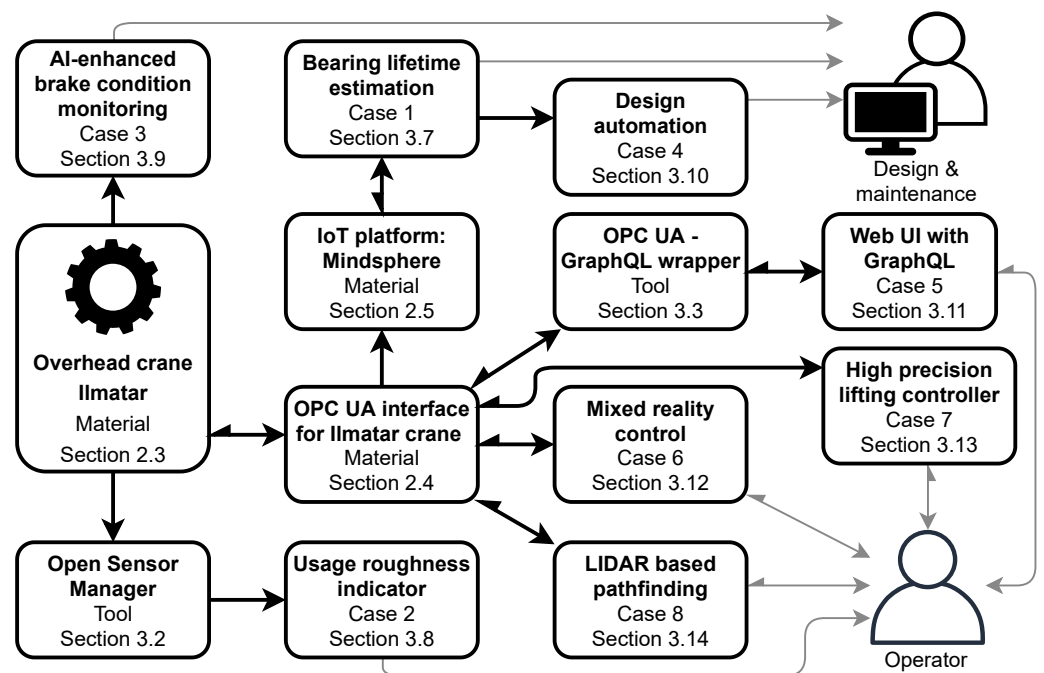 AI-enhanced
brake condition
monitoring
Case 3
Section 3.9
Bearing lifetime
estimation
Case 1
Section 3.7
Design
automation
Case 4
Section 3.10
Design &
maintenance
Overhead crane
Ilmatar
Material
Section 2.3
IoT platform:
Mindsphere
Material
Section 2.5
OPC UA -
GraphQL wrapper
Tool
Section 3.3
Web UI with
GraphQL
Case 5
Section 3.11
OPC UA interface
for Ilmatar crane
Material
Section 2.4
Mixed reality
control
Case 6
Section 3.12
High precision
lifting controller
Case 7
Section 3.13
Open Sensor
Manager
Tool
Section 3.2
Usage roughness
indicator
Case 2
Section 3.8
LIDAR based
pathfinding
Case 8
Section 3.14
Operator